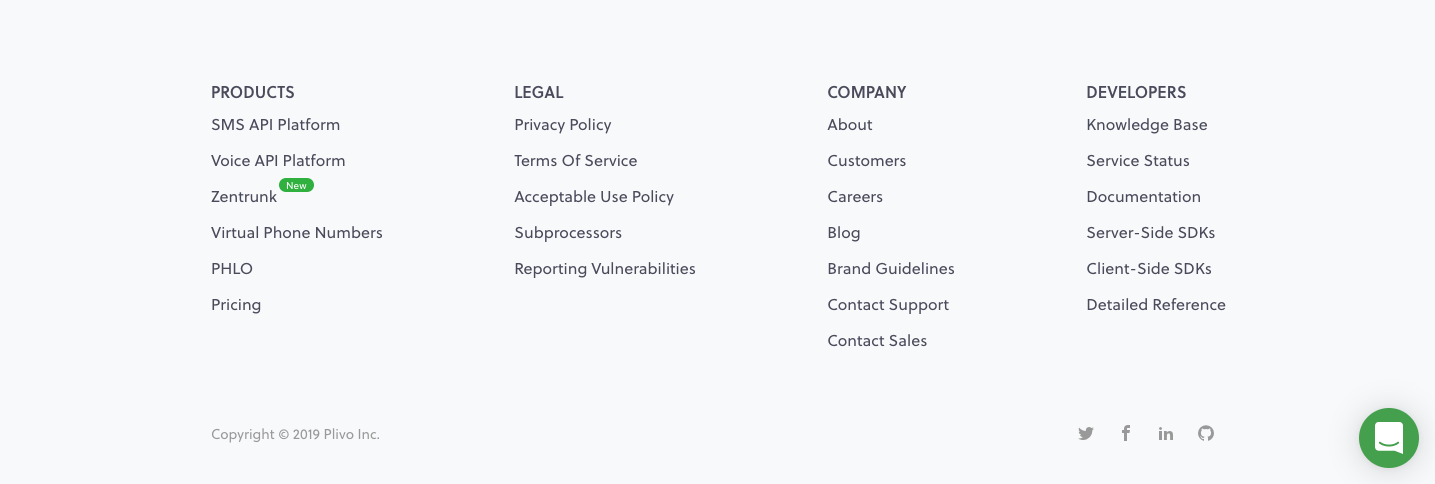 PRODUCTS
SMS API Platform
Voice API Platform
Zentrunk New
Virtual Phone Numbers
PHLO
Pricing
LEGAL
Privacy Policy
Terms Of Service
Acceptable Use Policy
Subprocessors
Reporting Vulnerabilities
COMPANY
About
Customers
Careers
Blog
Brand Guidelines
Contact Support
Contact Sales
DEVELOPERS
Knowledge Base
Service Status
Documentation
Server-Side SDKs
Client-Side SDKs
Detailed Reference
Copyright © 2019 Plivo Inc.